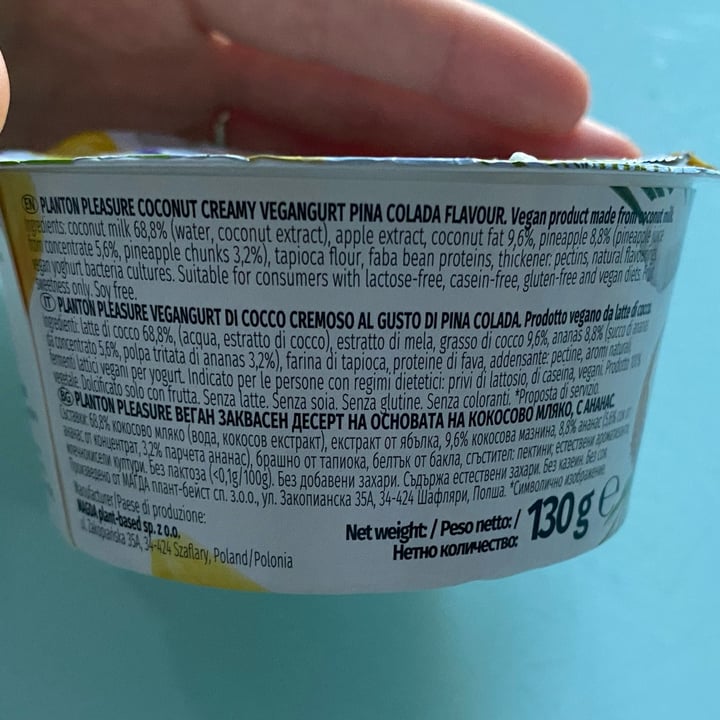 EN PLANTON PLEASURE COCONUT CREAMY VEGANGURT PINA COLADA FLAVOUR. Vegan product made from coconut milk.
Ingredients: coconut milk 68,8% (water, coconut extract), apple extract, coconut fat 9,6%, pineapple 8,8% (pineapple juice
from concentrate 5,6%, pineapple chunks 3,2%), tapioca flour, faba bean proteins, thickener: pectins, natural flavourings,
vegan yoghurt bacteria cultures. Suitable for consumers with lactose-free, casein-free, gluten-free and vegan diets. Fruit
sweetness only. Soy free.
IT PLANTON PLEASURE VEGANGURT DI COCCO CREMOSO AL GUSTO DI PINA COLADA. Prodotto vegano da latte di cocco.
Ingredienti: latte di cocco 68,8%, (acqua, estratto di cocco), estratto di mela, grasso di cocco 9,6%, ananas 8,8% (succo di ananas
da concentrato 5,6%, polpa tritata di ananas 3,2%), farina di tapioca, proteine di fava, addensante: pectine, aromi naturali,
fermenti lattici vegani per yogurt. Indicato per le persone con regimi dietetici: privi di lattosio, di caseina, vegani. Prodotto 100%
vegetale. Dolcificato solo con frutta. Senza latte. Senza soia. Senza glutine. Senza coloranti. *Proposta di servizio.
BG PLANTON PLEASURE ВЕГАН ЗАКВАСЕН ДЕСЕРТ НА ОСНОВАТА НА КОКОСОВО МЛЯКО, С АНАНАС.
Съставки: 68,8% кокосово мляко (вода, кокосов екстракт), екстракт от ябълка, 9,6% кокосова мазнина, 8,8% ананас (5,6% сок от
ананас от концентрат, 3,2% парчета ананас), брашно от тапиока, белтък от бакла, сгъстител: пектини; естествени ароматизанти,
млечнокисели култури. Без лактоза (<0,1g/100g). Без добавени захари. Съдържа естествени захари. Без казеин. Без соя.
Произведено от МАГДА плант-бейст сп. з.о.о., ул. Закопианска 35А, 34-424 Шафляри, Полша. *Символично изображение.
Manufacturer/Paese di produzione:
MAGDA plant-based sp. z o.o.
ul. Zakopiańska 35A, 34-424 Szaflary, Poland/Polonia
Net weight: / Peso netto: /
Нетно количество:
130 g e